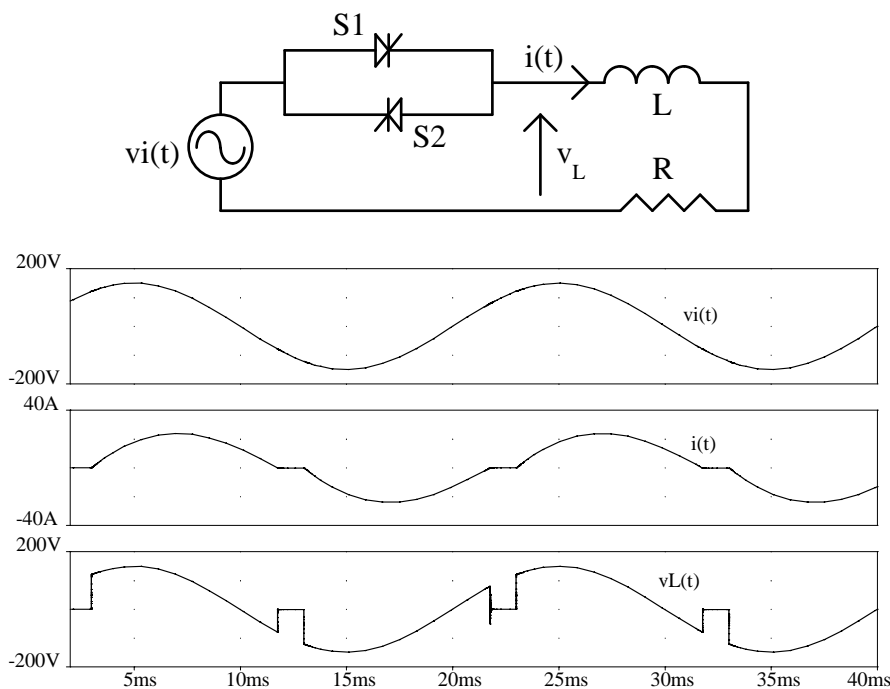 S1
i(t)
L
S2
vi(t)
v
L
R
200V
vi(t)
-200V
40A
i(t)
-40A
200V
vL(t)
-200V
5ms 10ms 15ms 20ms 25ms 30ms 35ms 40ms